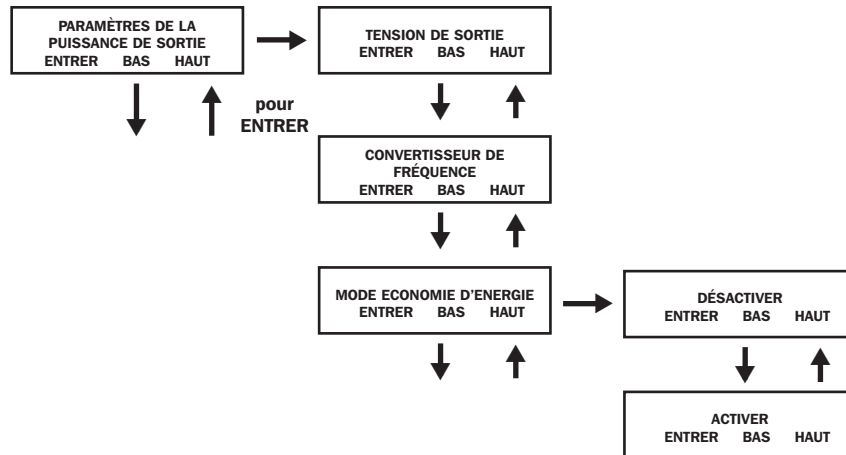 PARAMÈTRES DE LA
PUISSANCE DE SORTIE
ENTRER BAS HAUT
pour
ENTRER
TENSION DE SORTIE
ENTRER BAS HAUT
CONVERTISSEUR DE
FRÉQUENCE
ENTRER BAS HAUT
MODE ECONOMIE D'ENERGIE
ENTRER BAS HAUT
DÉSACTIVER
ENTRER BAS HAUT
ACTIVER
ENTRER BAS HAUT